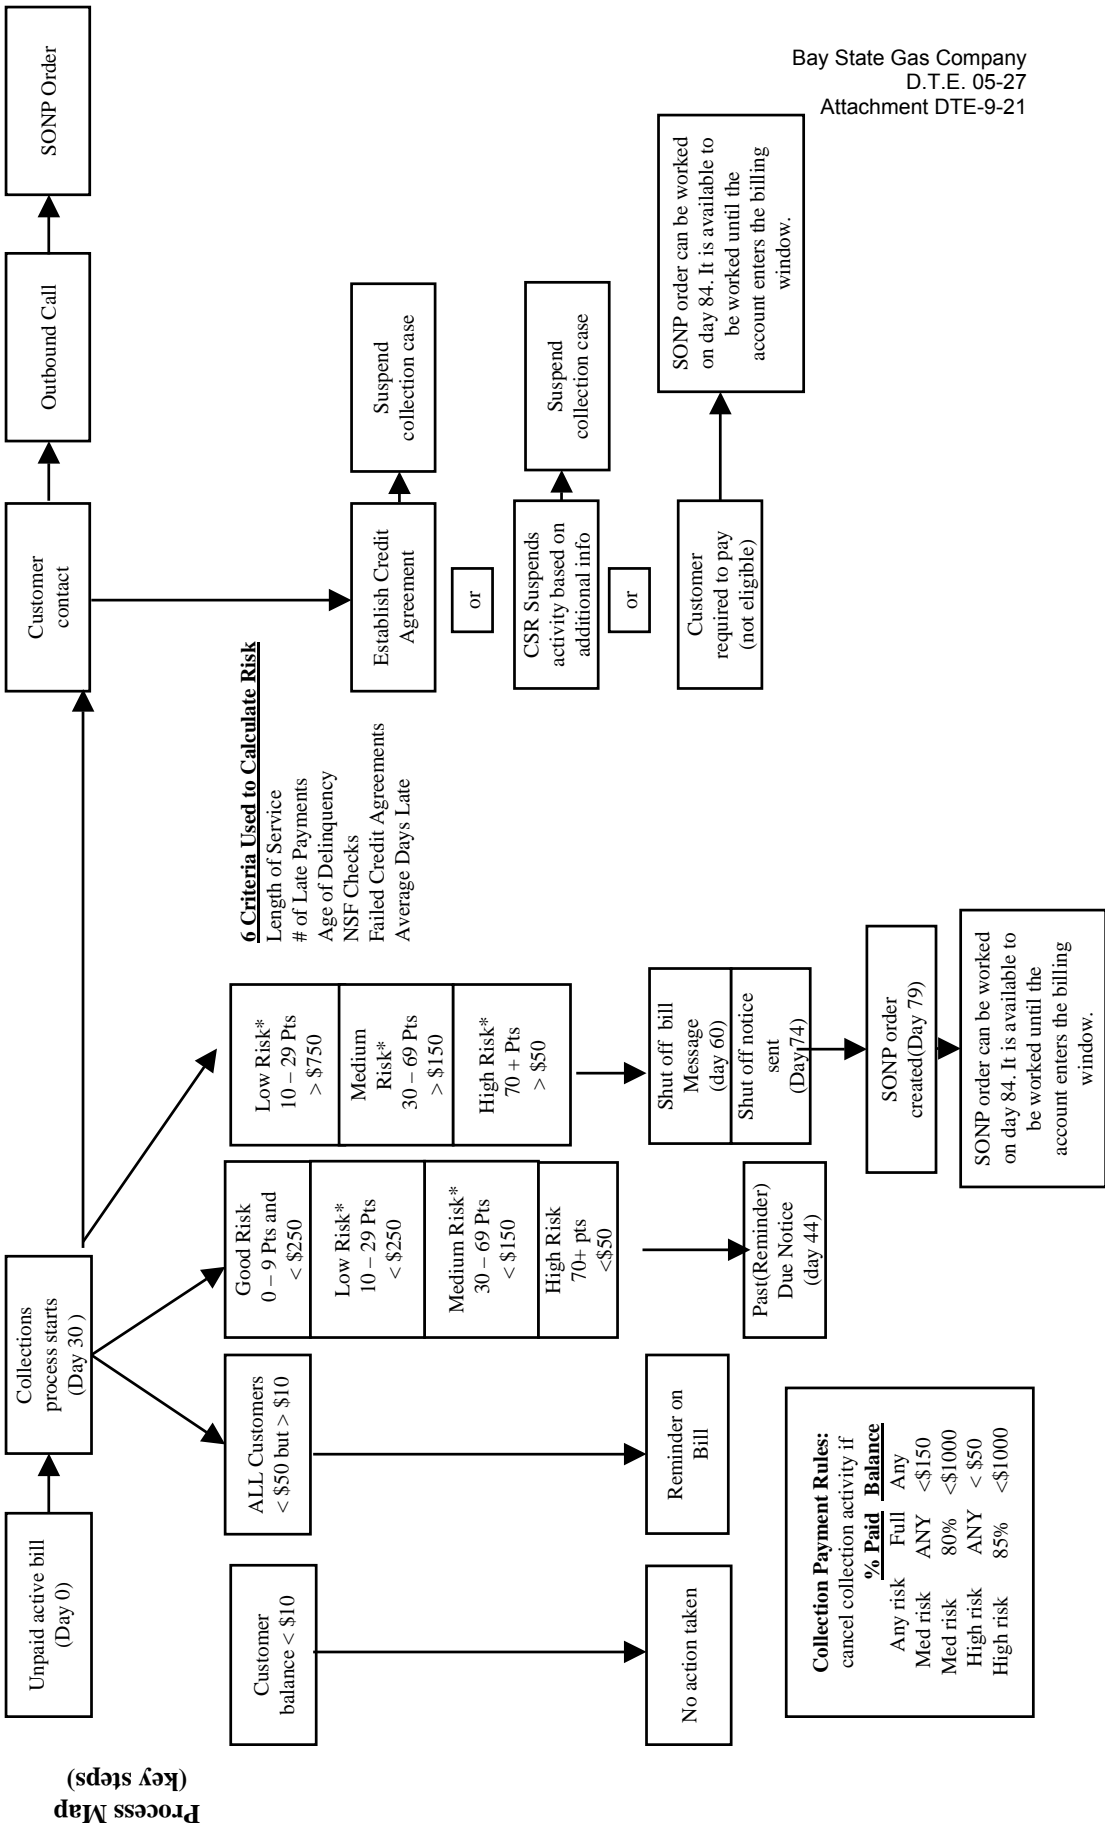 Bay State Gas Company
D.T.E. 05-27
Attachment DTE-9-21
Process Map
(key steps)
Unpaid active bill
(Day 0)
Collections
process starts
(Day 30 )
Customer
contact
Outbound Call
SONP Order
Customer
balance < $10
ALL Customers
< $50 but > $10
Good Risk
0 – 9 Pts and
< $250
Low Risk*
10 – 29 Pts
< $250
Medium Risk*
30 – 69 Pts
< $150
High Risk
70+ pts
<$50
Low Risk*
10 – 29 Pts
> $750
Medium
Risk*
30 – 69 Pts
> $150
High Risk*
70 + Pts
> $50
6 Criteria Used to Calculate Risk
Length of Service
# of Late Payments
Age of Delinquency
NSF Checks
Failed Credit Agreements
Average Days Late
Establish Credit
Agreement
Suspend
collection case
or
CSR Suspends
activity based on
additional info
Suspend
collection case
or
Customer
required to pay
(not eligible)
SONP order can be worked
on day 84. It is available to
be worked until the
account enters the billing
window.
No action taken
Reminder on
Bill
Past(Reminder)
Due Notice
(day 44)
Shut off bill
Message
(day 60)
Shut off notice
sent
(Day74)
SONP order
created(Day 79)
SONP order can be worked
on day 84. It is available to
be worked until the
account enters the billing
window.
Collection Payment Rules:
cancel collection activity if
% Paid Balance
Any risk Full Any
Med risk ANY <$150
Med risk 80% <$1000
High risk ANY < $50
High risk 85% <$1000